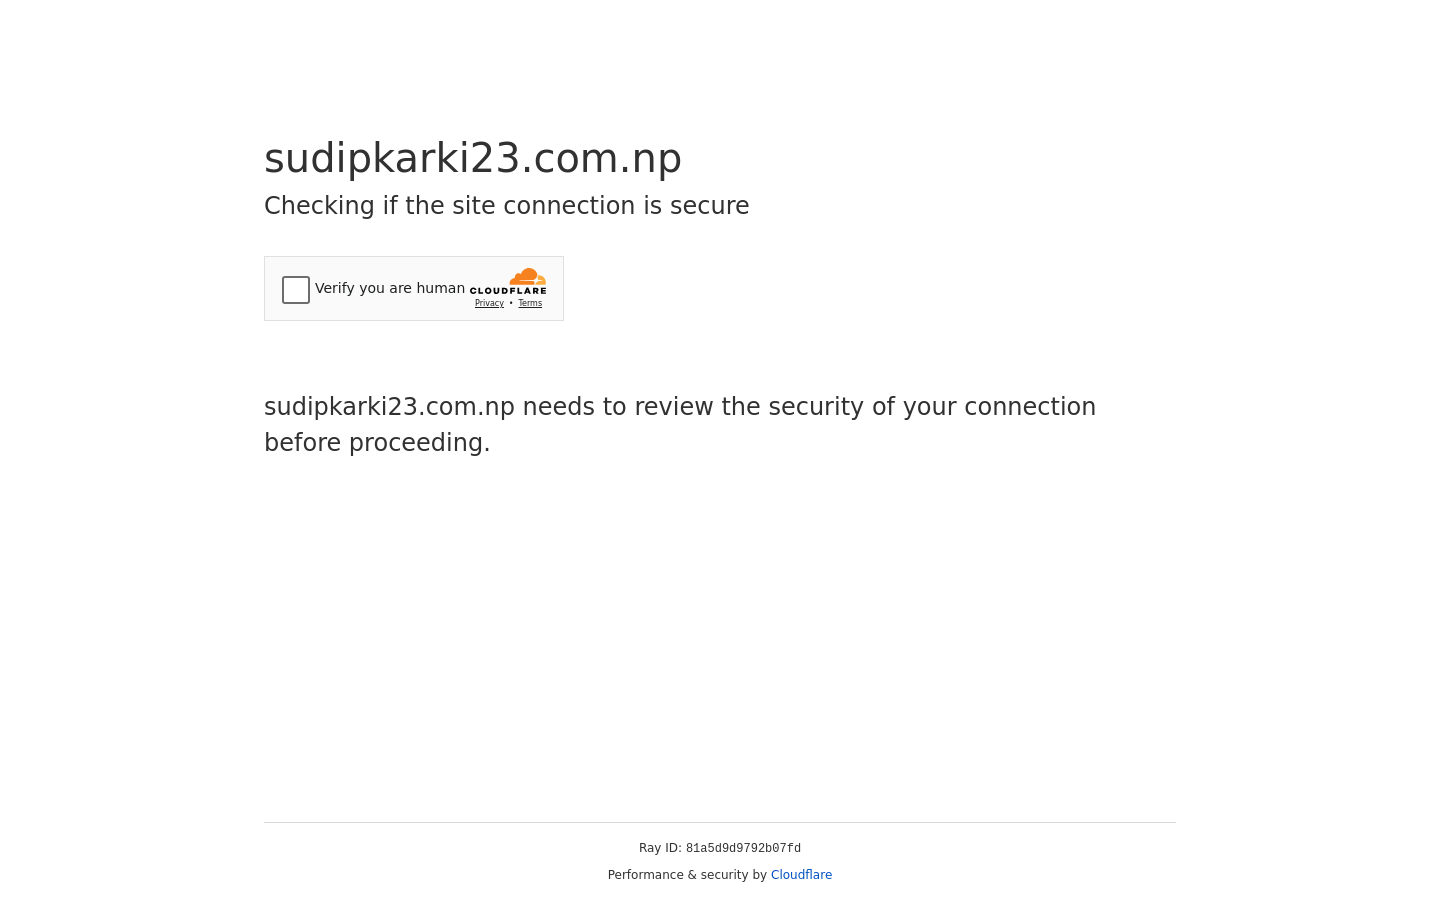 sudipkarki23.com.np
Checking if the site connection is secure
Verify you are human
CLOUDFLARE
Privacy • Terms
sudipkarki23.com.np needs to review the security of your connection
before proceeding.
Ray ID: 81a5d9d9792b07fd
Performance & security by Cloudflare